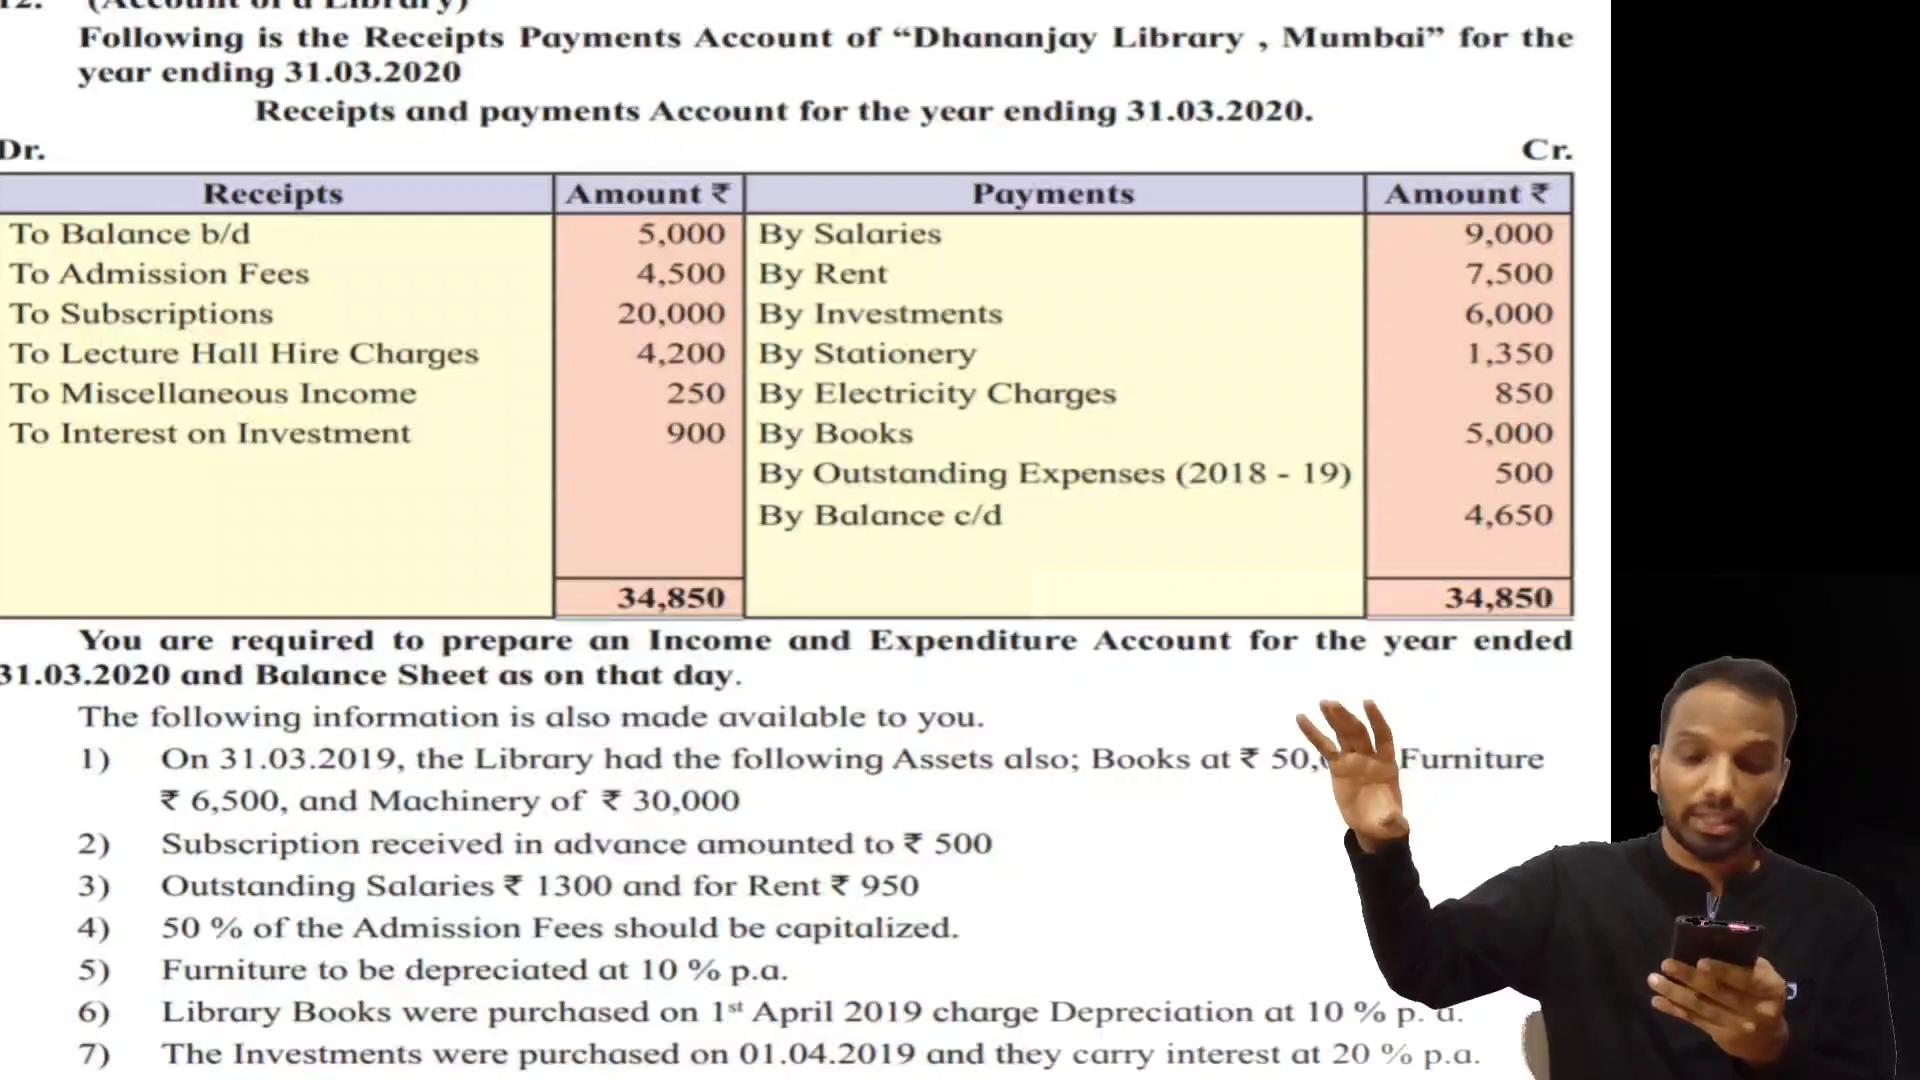 12. (Account of a Library)
Following is the Receipts Payments Account of “Dhananjay Library , Mumbai” for the
year ending 31.03.2020
Receipts and payments Account for the year ending 31.03.2020.
Dr. Cr.
Receipts Amount ₹ Payments Amount ₹
To Balance b/d 5,000 By Salaries 9,000
To Admission Fees 4,500 By Rent 7,500
To Subscriptions 20,000 By Investments 6,000
To Lecture Hall Hire Charges 4,200 By Stationery 1,350
To Miscellaneous Income 250 By Electricity Charges 850
To Interest on Investment 900 By Books 5,000
By Outstanding Expenses (2018 - 19) 500
By Balance c/d 4,650
34,850 34,850
You are required to prepare an Income and Expenditure Account for the year ended
31.03.2020 and Balance Sheet as on that day.
The following information is also made available to you.
1) On 31.03.2019, the Library had the following Assets also; Books at ₹ 50, Furniture
₹ 6,500, and Machinery of ₹ 30,000
2) Subscription received in advance amounted to ₹ 500
3) Outstanding Salaries ₹ 1300 and for Rent ₹ 950
4) 50 % of the Admission Fees should be capitalized.
5) Furniture to be depreciated at 10 % p.a.
6) Library Books were purchased on 1st April 2019 charge Depreciation at 10 % p. a.
7) The Investments were purchased on 01.04.2019 and they carry interest at 20 % p.a.